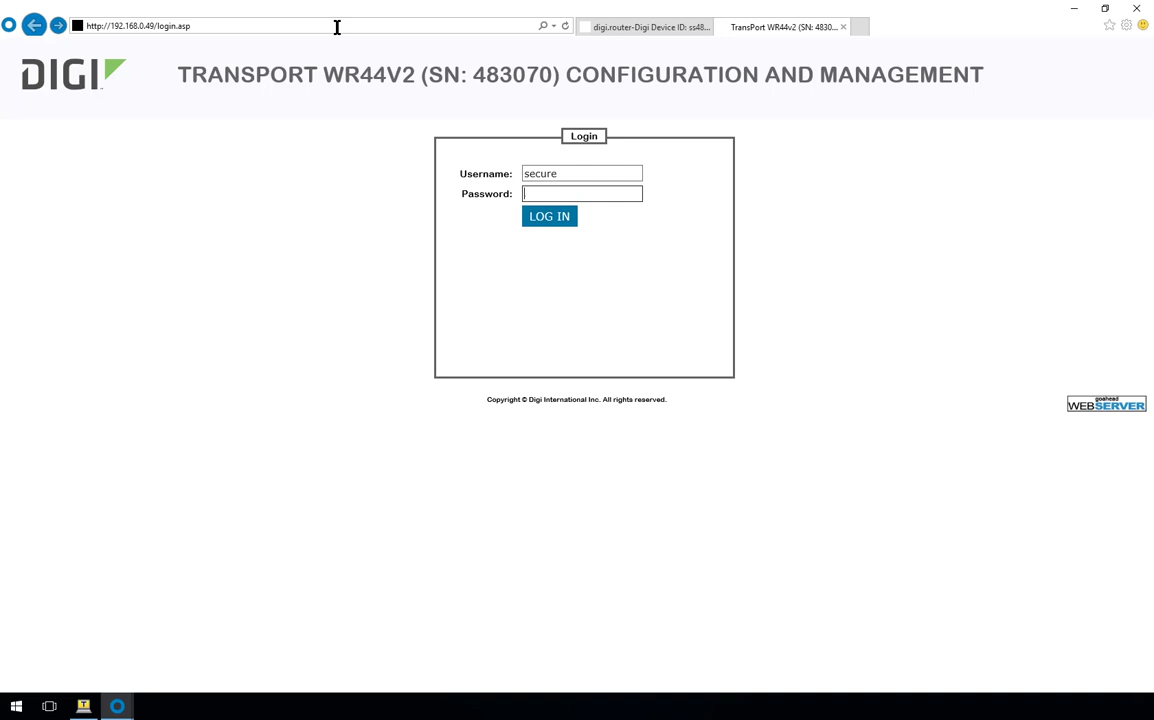 http://192.168.0.49/login.asp
digi.router-Digi Device ID: ss48...
TransPort WR44v2 (SN: 4830...
DIGI
TRANSPORT WR44V2 (SN: 483070) CONFIGURATION AND MANAGEMENT
Login
Username: secure
Password:
LOG IN
Copyright © Digi International Inc. All rights reserved.
goahead
WEBSERVER
T